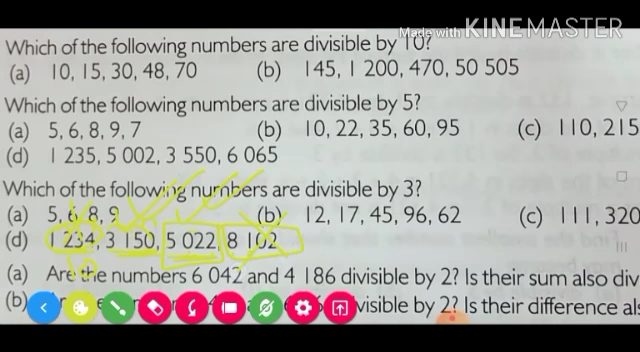 Made with KINEMASTER
Which of the following numbers are divisible by 10?
(a) 10, 15, 30, 48, 70 (b) 145, 1 200, 470, 50 505
Which of the following numbers are divisible by 5?
(a) 5, 6, 8, 9, 7 (b) 10, 22, 35, 60, 95 (c) 110, 215
(d) 1 235, 5 002, 3 550, 6 065
Which of the following numbers are divisible by 3?
(a) 5, 6, 8, 9 (b) 12, 17, 45, 96, 62 (c) 111, 320
(d) 1 234, 3 150, 5 022, 8 102
10
(a) Are the numbers 6 042 and 4 186 divisible by 2? Is their sum also div
(b) visible by 2? Is their difference als